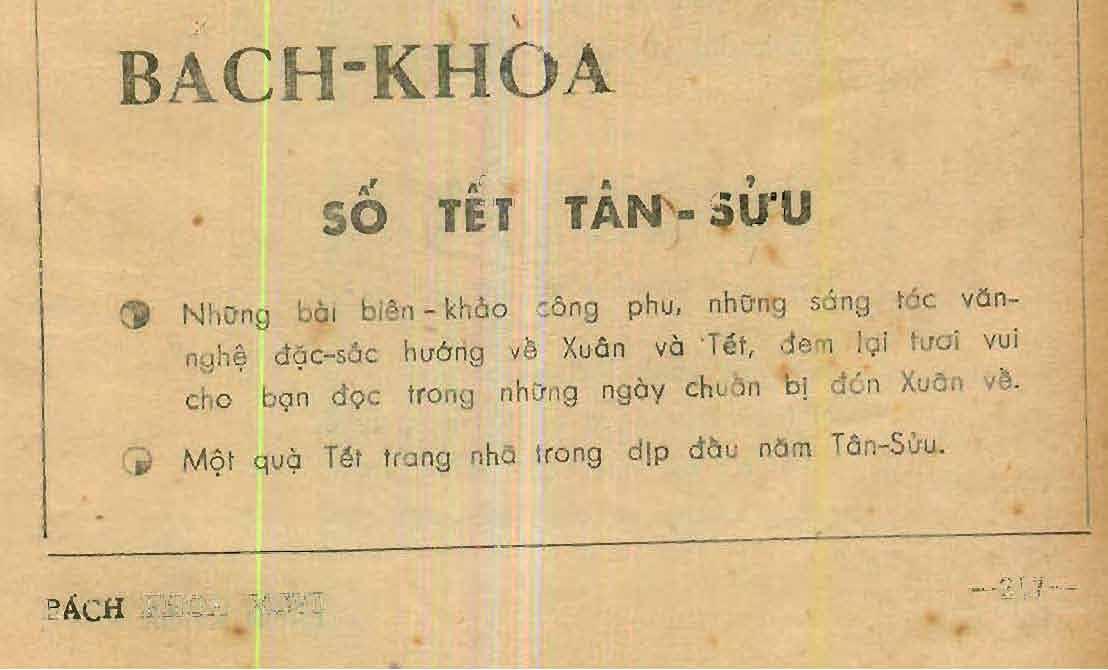 BÁCH-KHOA
SỐ TẾT TÂN-SỬU
Những bài biên-khảo công phu, những sáng tác văn-
nghệ đặc-sắc hướng về Xuân và Tết, đem lại tươi vui
cho bạn đọc trong những ngày chuẩn bị đón Xuân về.
Một quà Tết trang nhã trong dịp đầu năm Tân-Sửu.
BÁCH KHOA